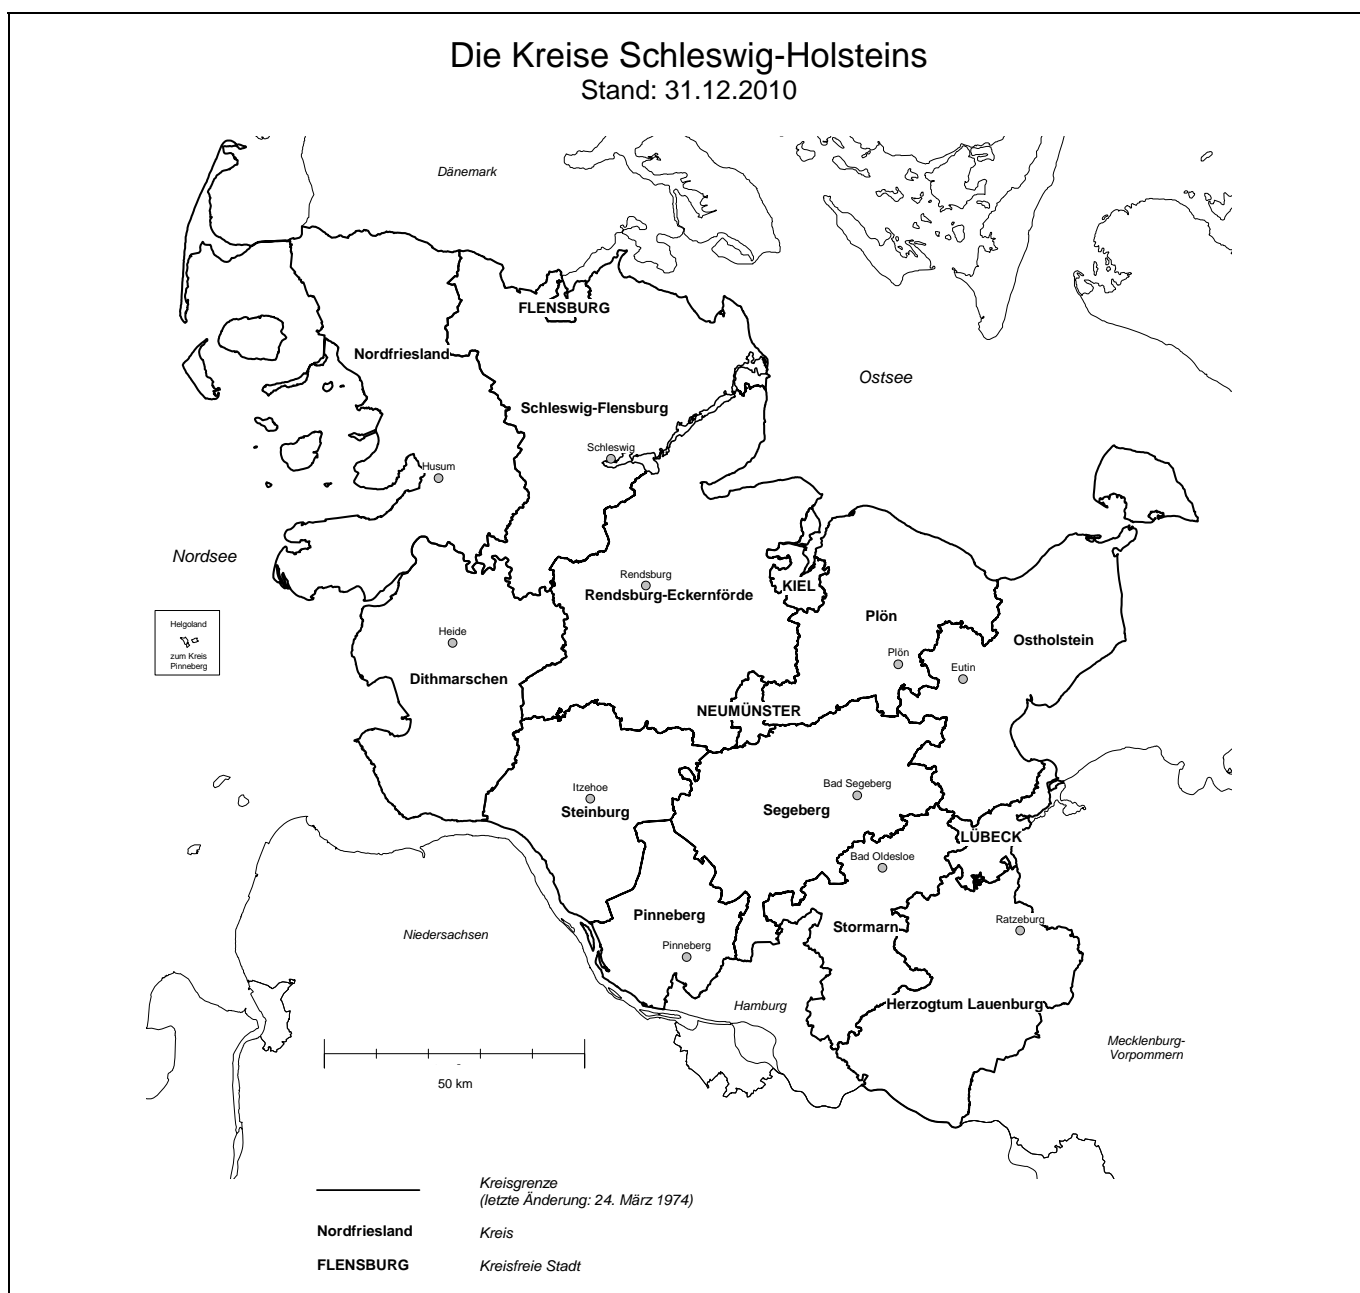 Die Kreise Schleswig-Holsteins
Stand: 31.12.2010
Dänemark
FLENSBURG
Nordfriesland
Ostsee
Schleswig-Flensburg
Schleswig
Husum
Nordsee
Rendsburg
Rendsburg-Eckernförde
KIEL
Plön
Helgoland
zum Kreis
Pinneberg
Heide
Ostholstein
Plön
Eutin
Dithmarschen
NEUMÜNSTER
Itzehoe
Steinburg
Bad Segeberg
Segeberg
LÜBECK
Bad Oldesloe
Pinneberg
Stormarn
Ratzeburg
Niedersachsen
Pinneberg
Hamburg
Herzogtum Lauenburg
Mecklenburg-
Vorpommern
50 km
Kreisgrenze
(letzte Änderung: 24. März 1974)
Nordfriesland Kreis
FLENSBURG Kreisfreie Stadt